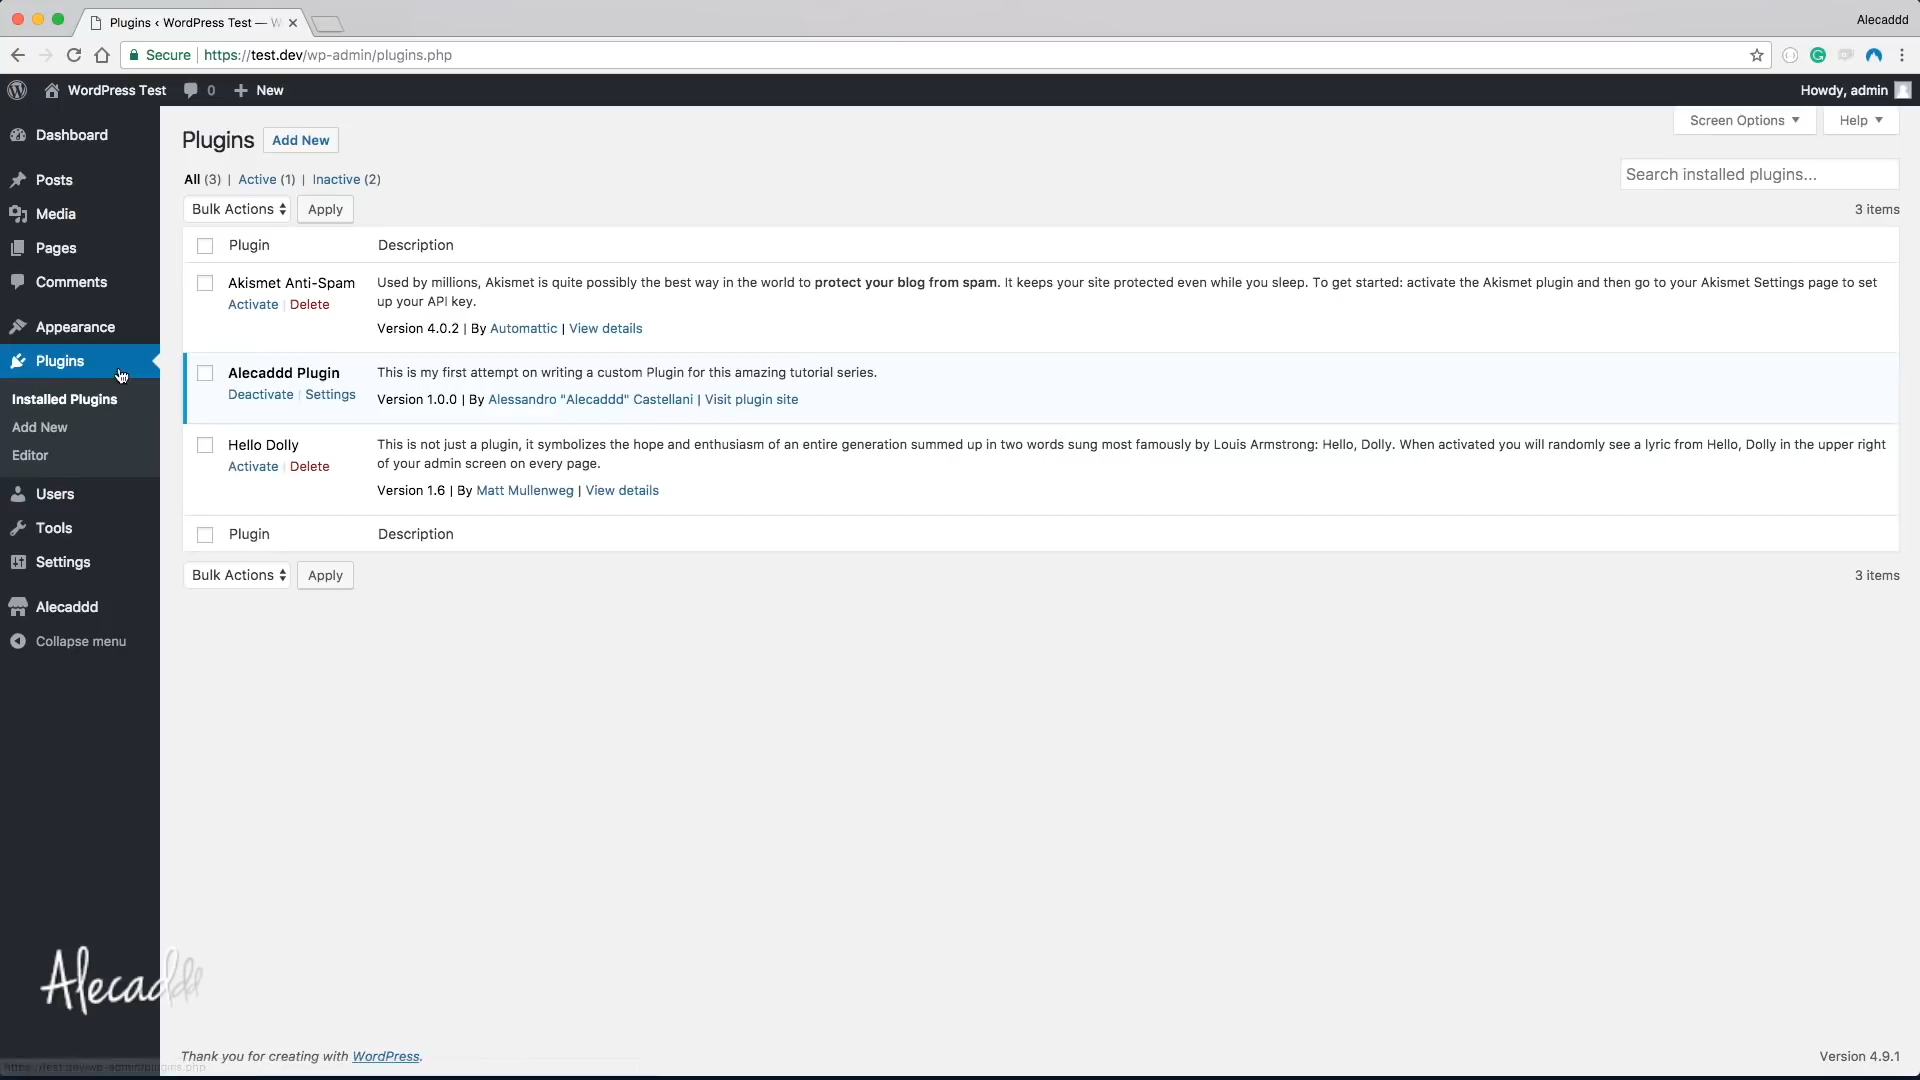 Plugins ‹ WordPress Test — W
Alecaddd
Secure
https://test.dev/wp-admin/plugins.php
WordPress Test
0
New
Howdy, admin
Dashboard
Posts
Media
Pages
Comments
Appearance
Plugins
Installed Plugins
Add New
Editor
Users
Tools
Settings
Alecaddd
Collapse menu
Plugins
Add New
Screen Options
Help
All (3) | Active (1) | Inactive (2)
Search installed plugins...
Bulk Actions
Apply
3 items
Plugin
Description
Akismet Anti-Spam
Activate | Delete
Used by millions, Akismet is quite possibly the best way in the world to protect your blog from spam. It keeps your site protected even while you sleep. To get started: activate the Akismet plugin and then go to your Akismet Settings page to set
up your API key.
Version 4.0.2 | By Automattic | View details
Alecaddd Plugin
Deactivate | Settings
This is my first attempt on writing a custom Plugin for this amazing tutorial series.
Version 1.0.0 | By Alessandro "Alecaddd" Castellani | Visit plugin site
Hello Dolly
Activate | Delete
This is not just a plugin, it symbolizes the hope and enthusiasm of an entire generation summed up in two words sung most famously by Louis Armstrong: Hello, Dolly. When activated you will randomly see a lyric from Hello, Dolly in the upper right
of your admin screen on every page.
Version 1.6 | By Matt Mullenweg | View details
Plugin
Description
Bulk Actions
Apply
3 items
Alecaddd
Thank you for creating with WordPress.
Version 4.9.1
https://test.dev/wp-admin/plugins.php